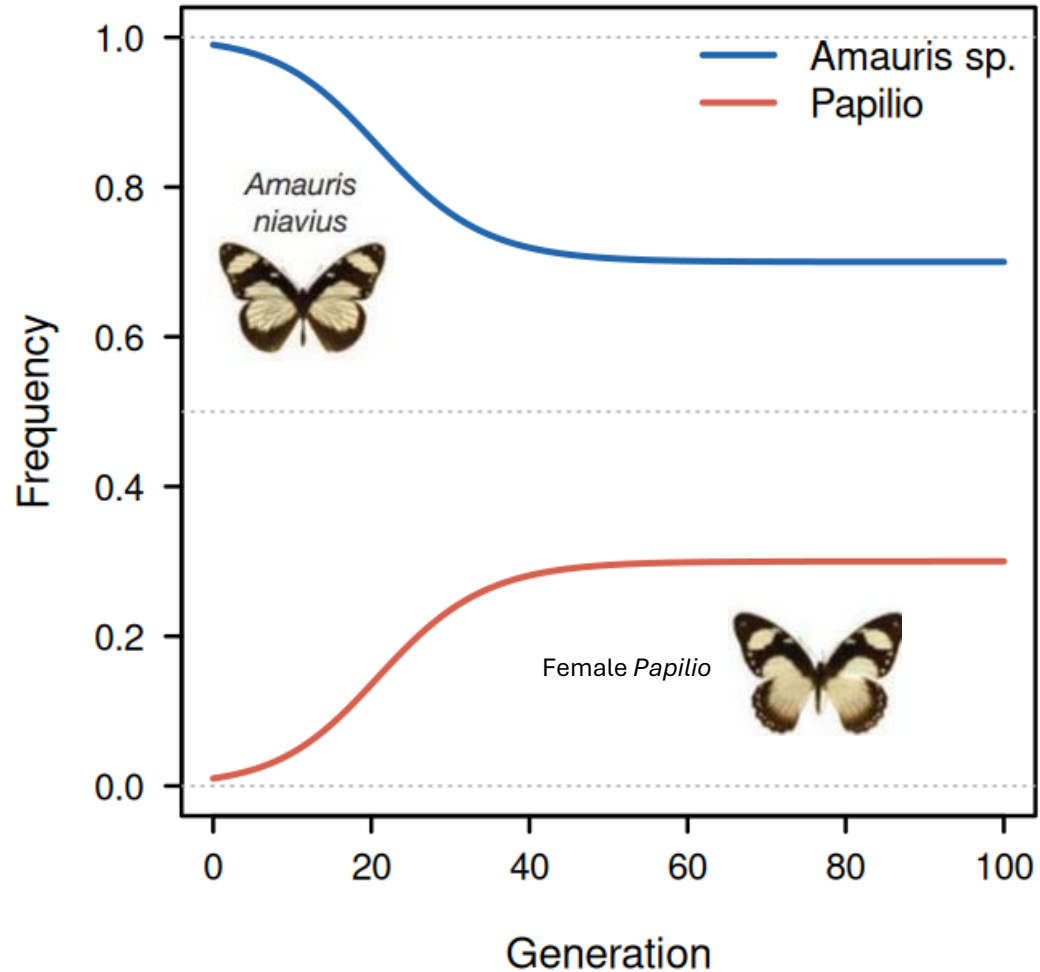 1.0
0.8
0.6
0.4
0.2
0.0
Frequency
Amauris sp.
Papilio
Amauris
niavius
Female Papilio
0 20 40 60 80 100
Generation